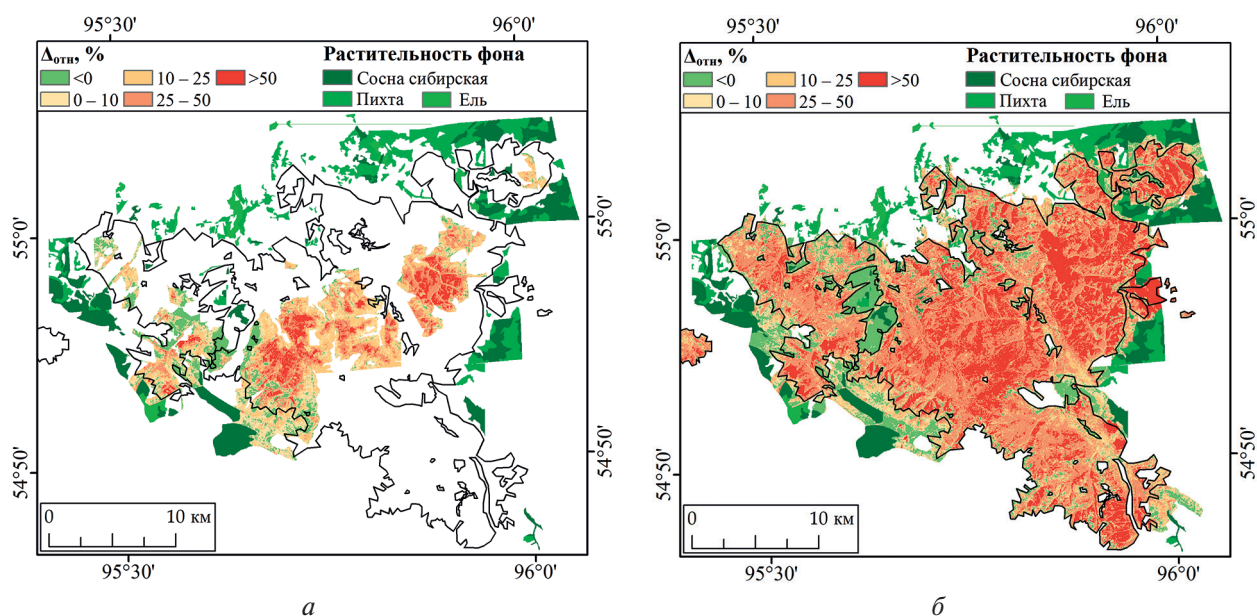 95°30' 96°0'
Δотн, % Растительность фона
<0 10 – 25 >50 Сосна сибирская
0 – 10 25 – 50 Пихта Ель
55°0' 55°0'
54°50' 54°50'
0 10 км
95°30' 96°0'
а
95°30' 96°0'
Δотн, % Растительность фона
<0 10 – 25 >50 Сосна сибирская
0 – 10 25 – 50 Пихта Ель
55°0' 55°0'
54°50' 54°50'
0 10 км
95°30' 96°0'
б